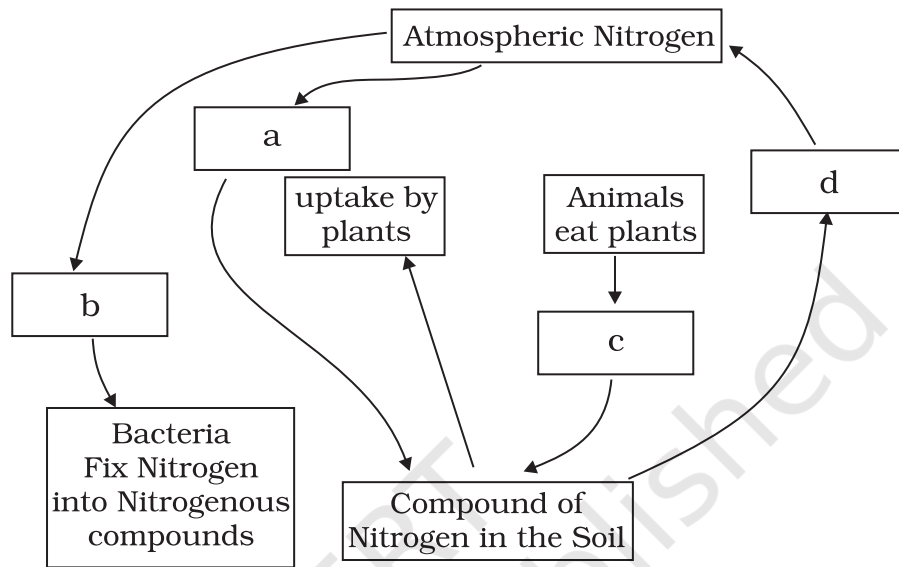 Atmospheric Nitrogen
a
uptake by
plants
Animals
eat plants
d
b
c
Bacteria
Fix Nitrogen
into Nitrogenous
compounds
Compound of
Nitrogen in the Soil